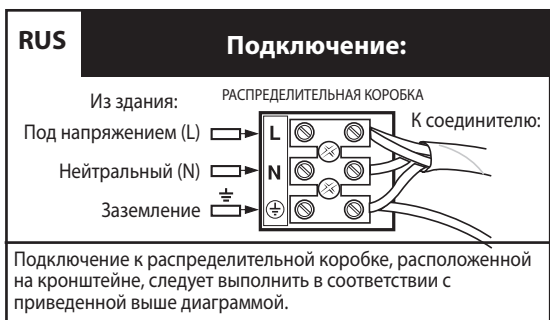 RUS
Подключение:
Из здания:
РАСПРЕДЕЛИТЕЛЬНАЯ КОРОБКА
К соединителю:
Под напряжением (L)
L
Нейтральный (N)
N
Заземление
Подключение к распределительной коробке, расположенной
на кронштейне, следует выполнить в соответствии с
приведенной выше диаграммой.